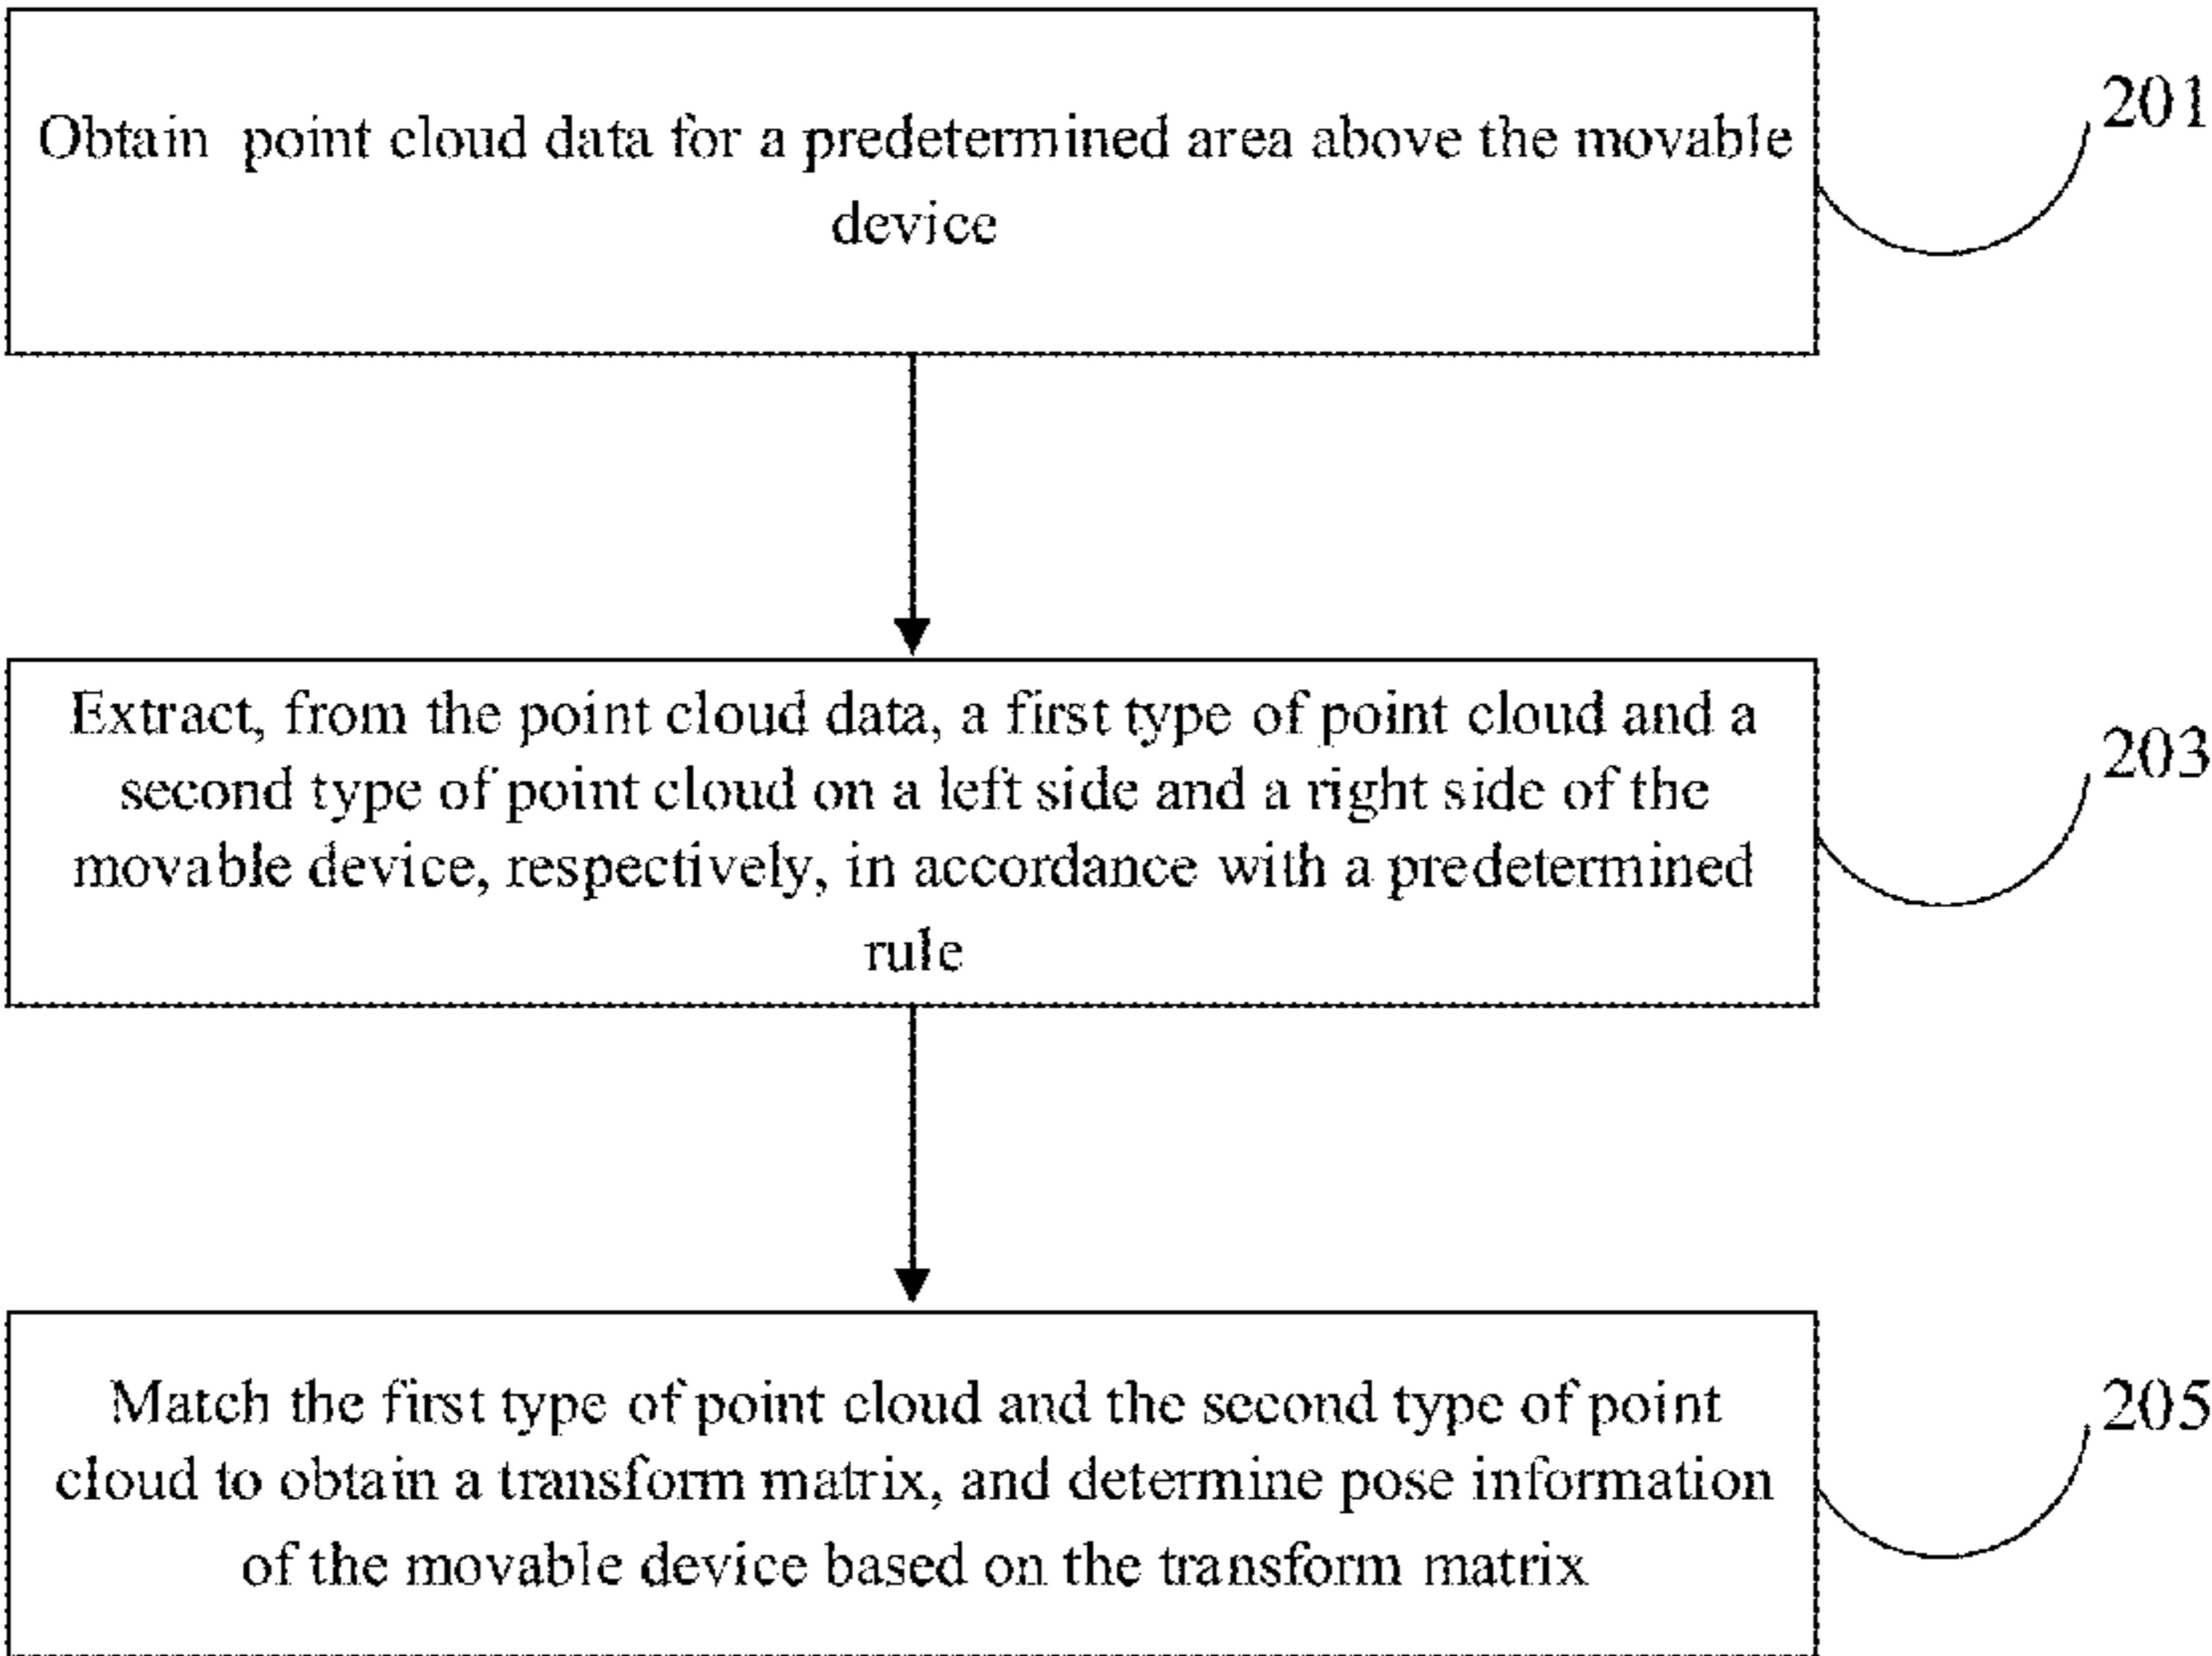 Obtain point cloud data for a predetermined area above the movable
device
201
Extract, from the point cloud data, a first type of point cloud and a
second type of point cloud on a left side and a right side of the
movable device, respectively, in accordance with a predetermined
rule
203
Match the first type of point cloud and the second type of point
cloud to obtain a transform matrix, and determine pose information
of the movable device based on the transform matrix
205